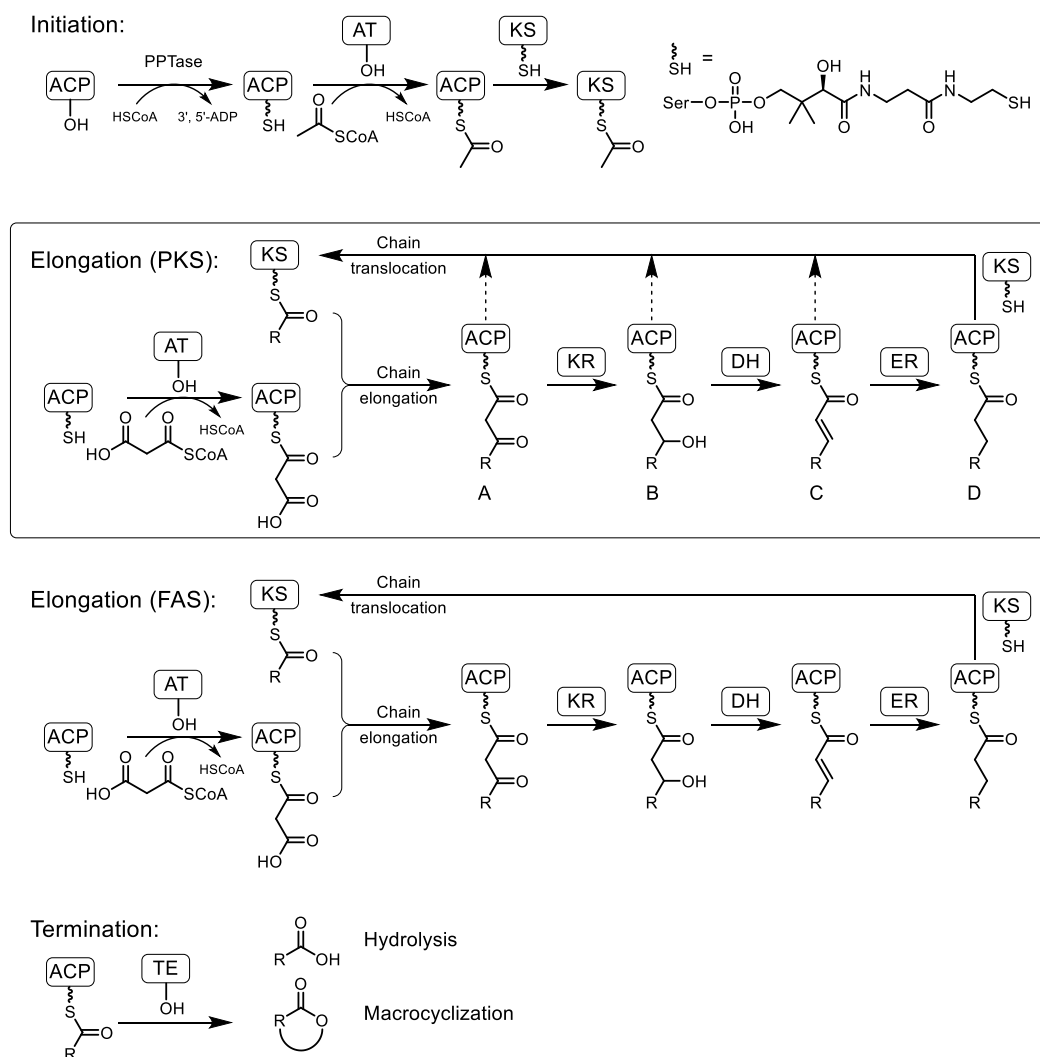 Initiation:
ACP
OH
PPTase
HSCoA
3', 5'-ADP
ACP
SH
AT
OH
O
SCoA
HSCoA
ACP
S
O
KS
SH
KS
S
O
SH
=
Ser
O
O
P
OH
O
OH
O
H
N
O
H
N
SH
Elongation (PKS):
KS
S
O
R
Chain
translocation
KS
SH
ACP
SH
AT
OH
O
O
HO
SCoA
HSCoA
ACP
S
O
O
HO
Chain
elongation
ACP
S
O
O
R
A
KR
ACP
S
O
OH
R
B
DH
ACP
S
O
R
C
ER
ACP
S
O
R
D
Elongation (FAS):
KS
S
O
R
Chain
translocation
KS
SH
ACP
SH
AT
OH
O
O
HO
SCoA
HSCoA
ACP
S
O
O
HO
Chain
elongation
ACP
S
O
O
R
KR
ACP
S
O
OH
R
DH
ACP
S
O
R
ER
ACP
S
O
R
Termination:
ACP
S
O
R
TE
OH
O
R
OH
Hydrolysis
O
R
O
Macrocyclization